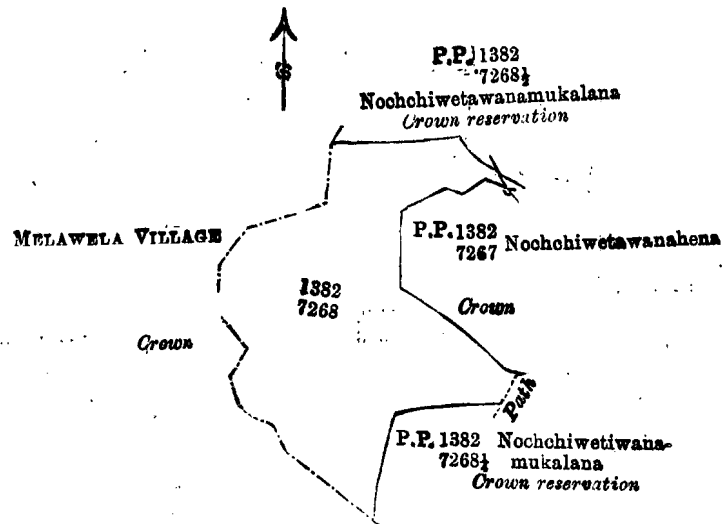 P.P. 1382
7268½
Nochchiwetawanamukalana
Crown reservation
MELAWELA VILLAGE
P.P. 1382
7267 Nochchiwetawanahena
1382
7268
Crown
Crown
Path
P.P. 1382 Nochchiwetiwana-
7268½ mukalana
Crown reservation